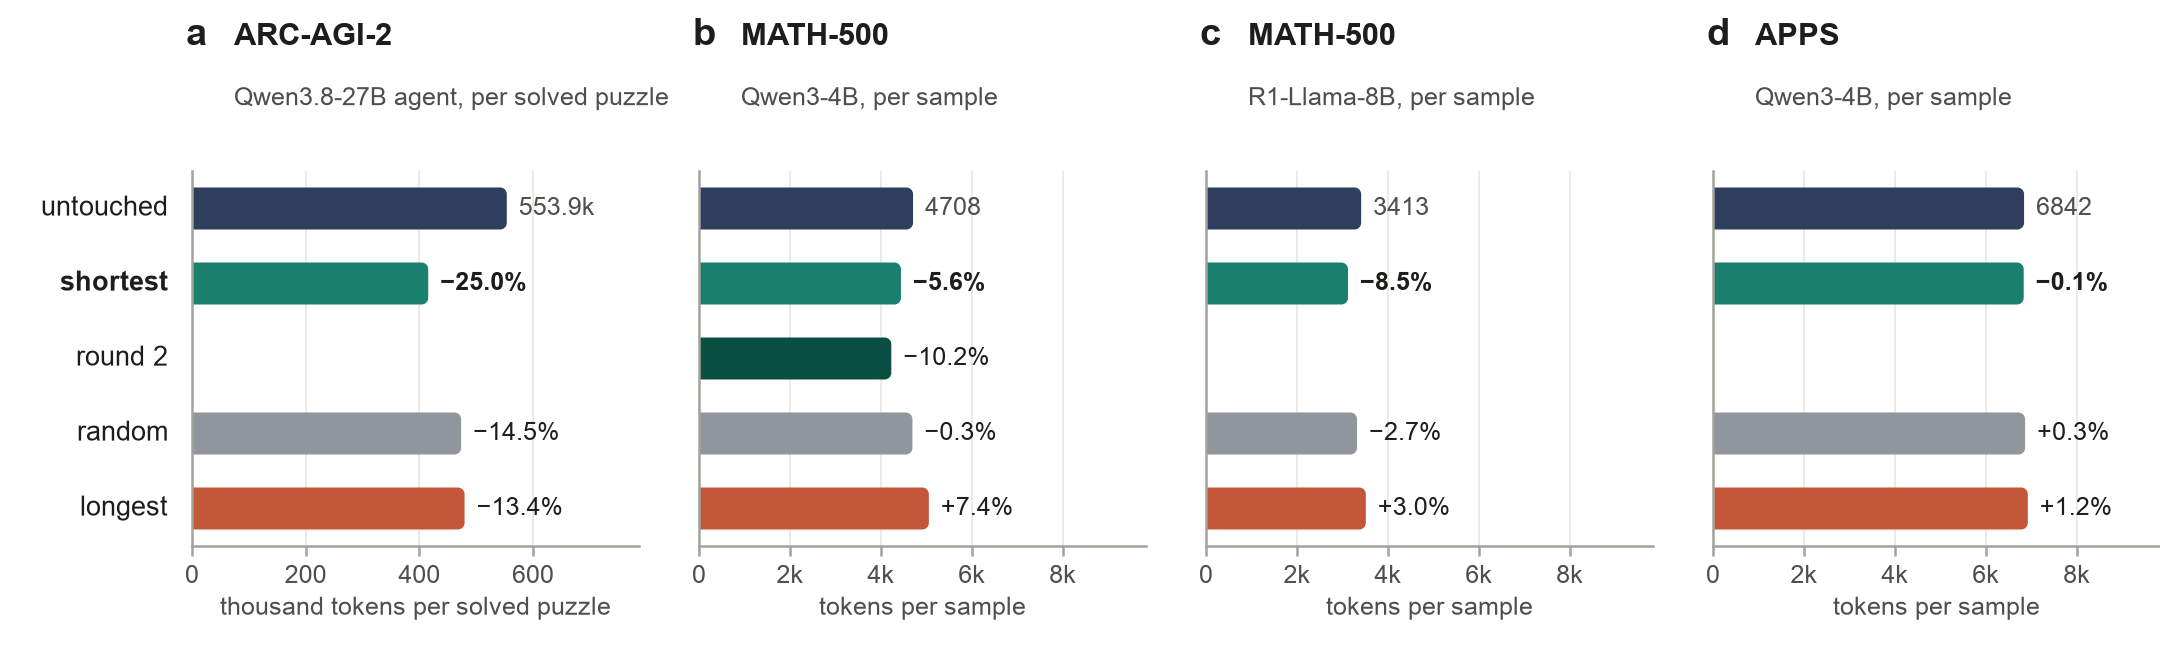 a ARC-AGI-2
Qwen3.8-27B agent, per solved puzzle
untouched 553.9k
shortest −25.0%
round 2
random −14.5%
longest −13.4%
0 200 400 600
thousand tokens per solved puzzle
b MATH-500
Qwen3-4B, per sample
4708
−5.6%
−10.2%
−0.3%
+7.4%
0 2k 4k 6k 8k
tokens per sample
c MATH-500
R1-Llama-8B, per sample
3413
−8.5%
−2.7%
+3.0%
0 2k 4k 6k 8k
tokens per sample
d APPS
Qwen3-4B, per sample
6842
−0.1%
+0.3%
+1.2%
0 2k 4k 6k 8k
tokens per sample